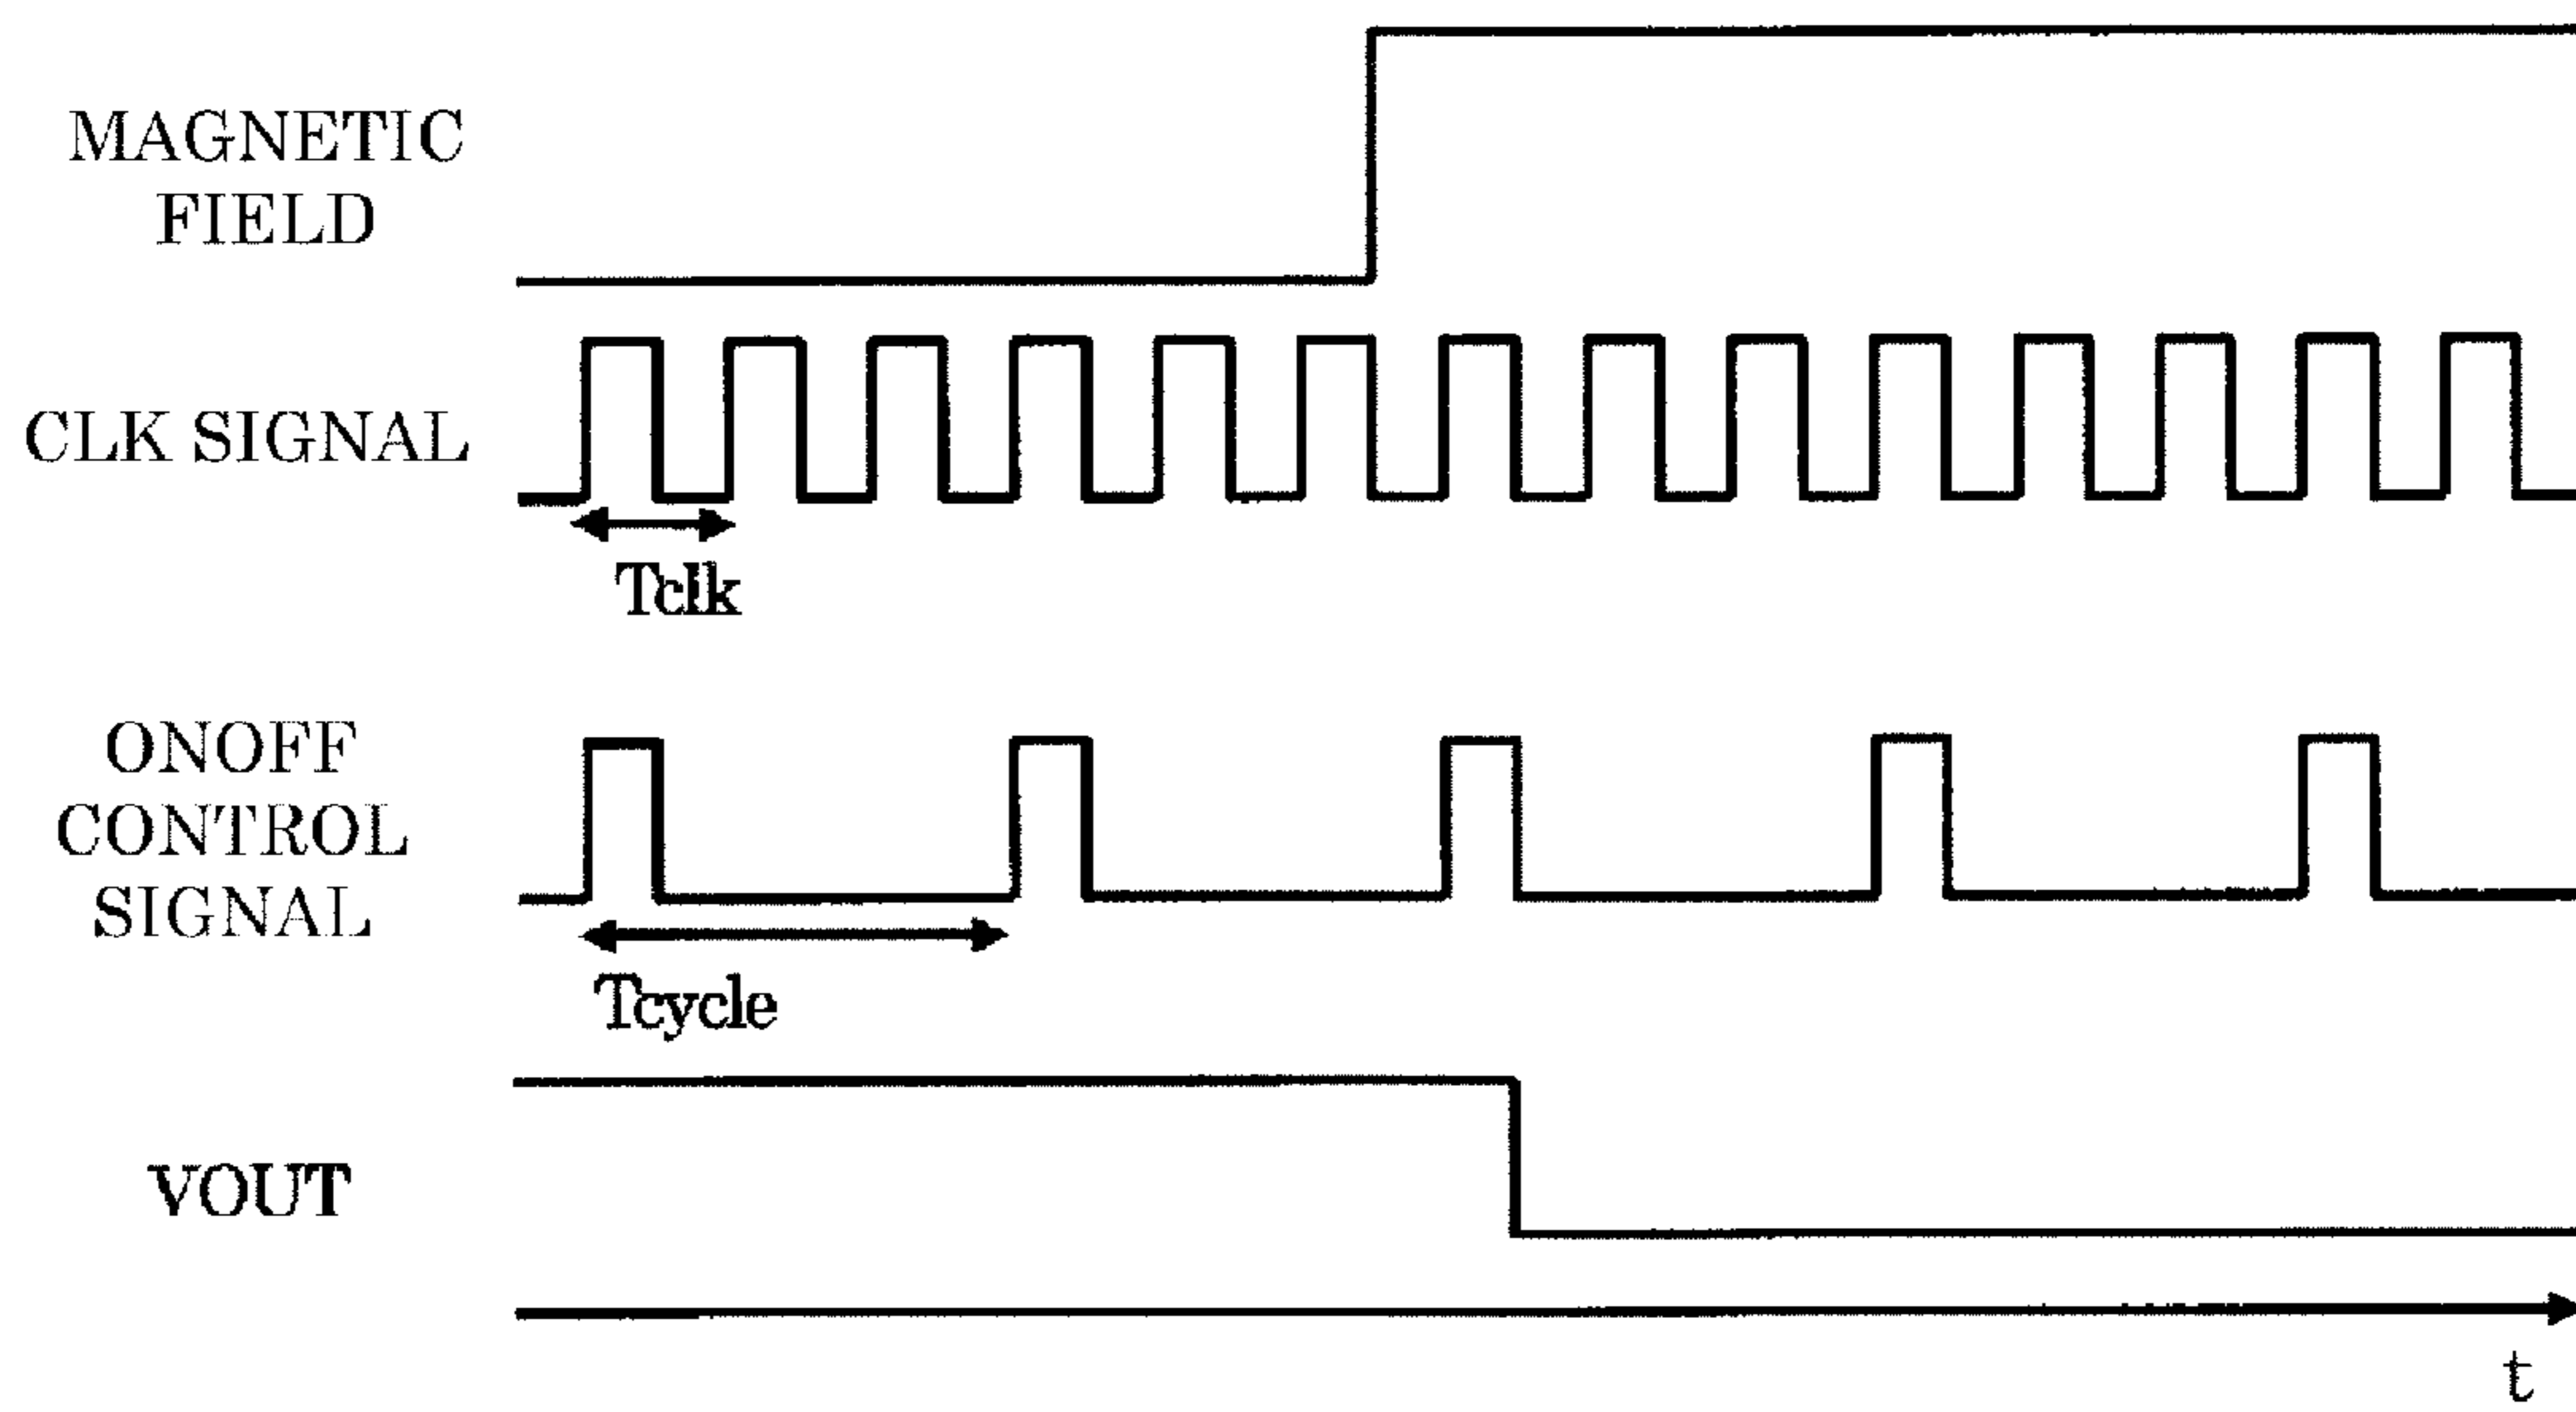 MAGNETIC
FIELD
CLK SIGNAL
Tclk
ONOFF
CONTROL
SIGNAL
Tcycle
VOUT
t